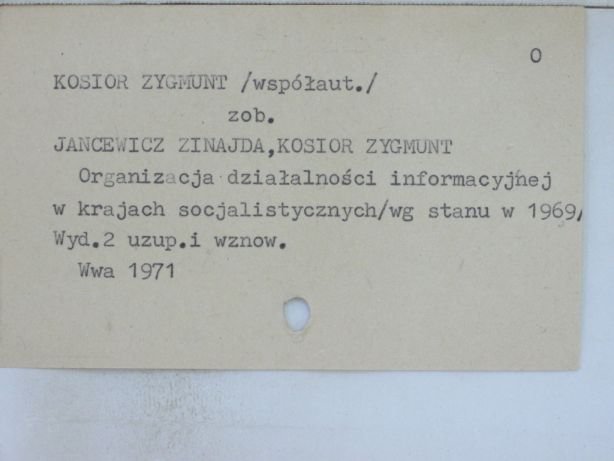 O
KOSIOR ZYGMUNT /współaut./
zob.
JANCEWICZ ZINAJDA,KOSIOR ZYGMUNT
Organizacja działalności informacyjnej
w krajach socjalistycznych/wg stanu w 1969/
Wyd.2 uzup.i wznow.
Wwa 1971